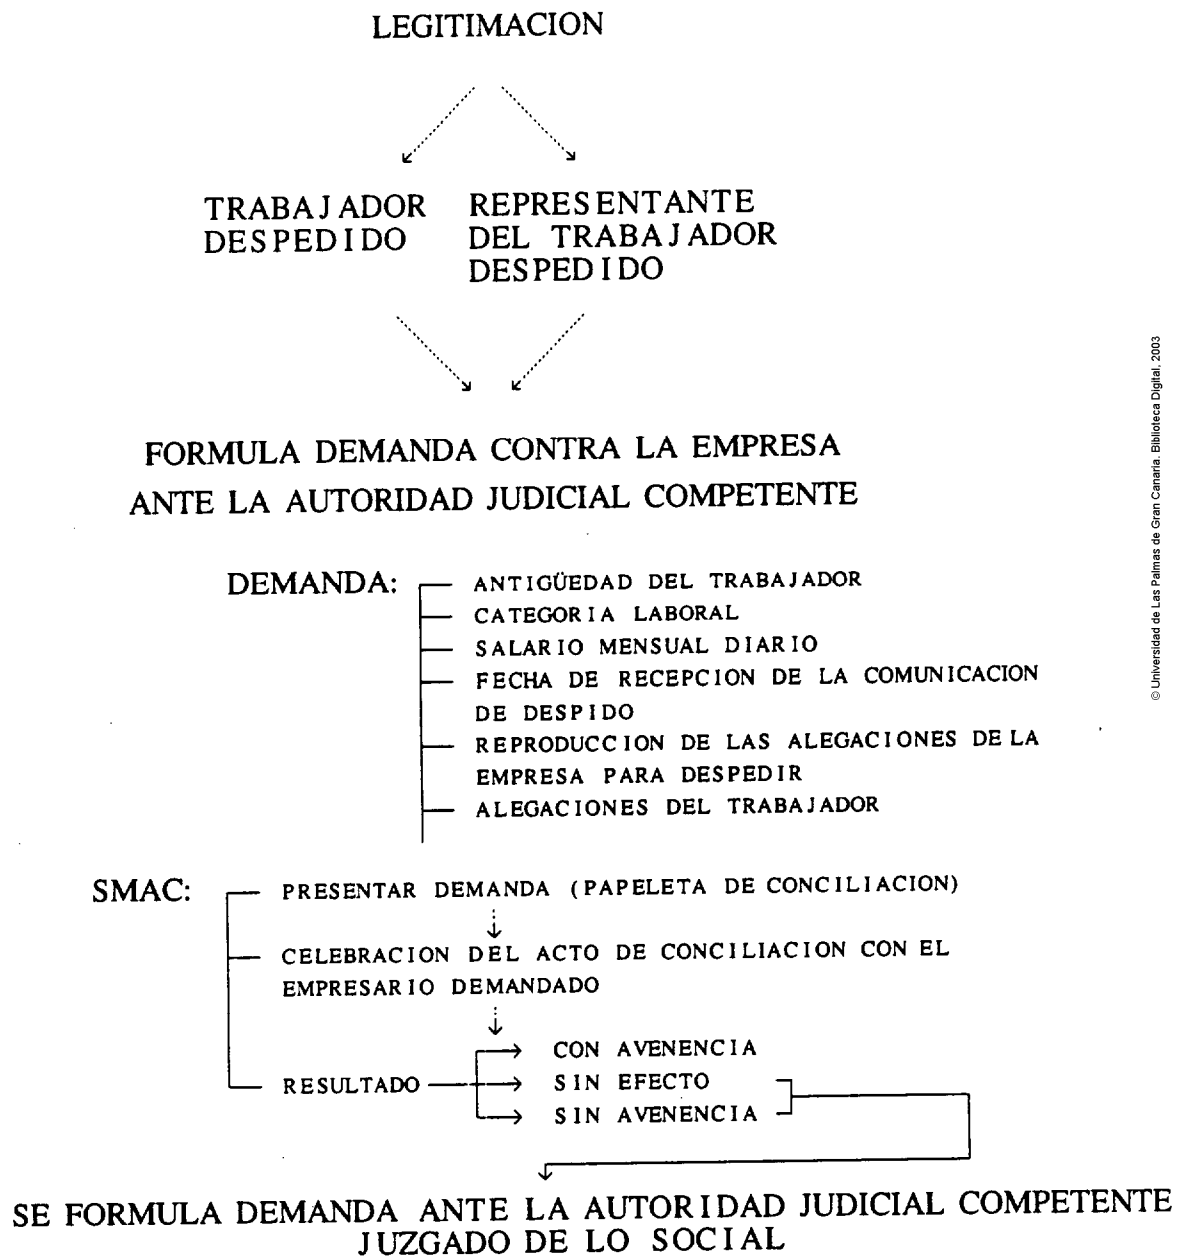 LEGITIMACION
TRABAJADOR
DESPEDIDO
REPRESENTANTE
DEL TRABAJADOR
DESPEDIDO
FORMULA DEMANDA CONTRA LA EMPRESA
ANTE LA AUTORIDAD JUDICIAL COMPETENTE
DEMANDA:
ANTIGÜEDAD DEL TRABAJADOR
CATEGORIA LABORAL
SALARIO MENSUAL DIARIO
FECHA DE RECEPCION DE LA COMUNICACION
DE DESPIDO
REPRODUCCION DE LAS ALEGACIONES DE LA
EMPRESA PARA DESPEDIR
ALEGACIONES DEL TRABAJADOR
SMAC:
PRESENTAR DEMANDA (PAPELETA DE CONCILIACION)
CELEBRACION DEL ACTO DE CONCILIACION CON EL
EMPRESARIO DEMANDADO
RESULTADO
CON AVENENCIA
SIN EFECTO
SIN AVENENCIA
SE FORMULA DEMANDA ANTE LA AUTORIDAD JUDICIAL COMPETENTE
JUZGADO DE LO SOCIAL
© Universidad de Las Palmas de Gran Canaria. Biblioteca Digital, 2003